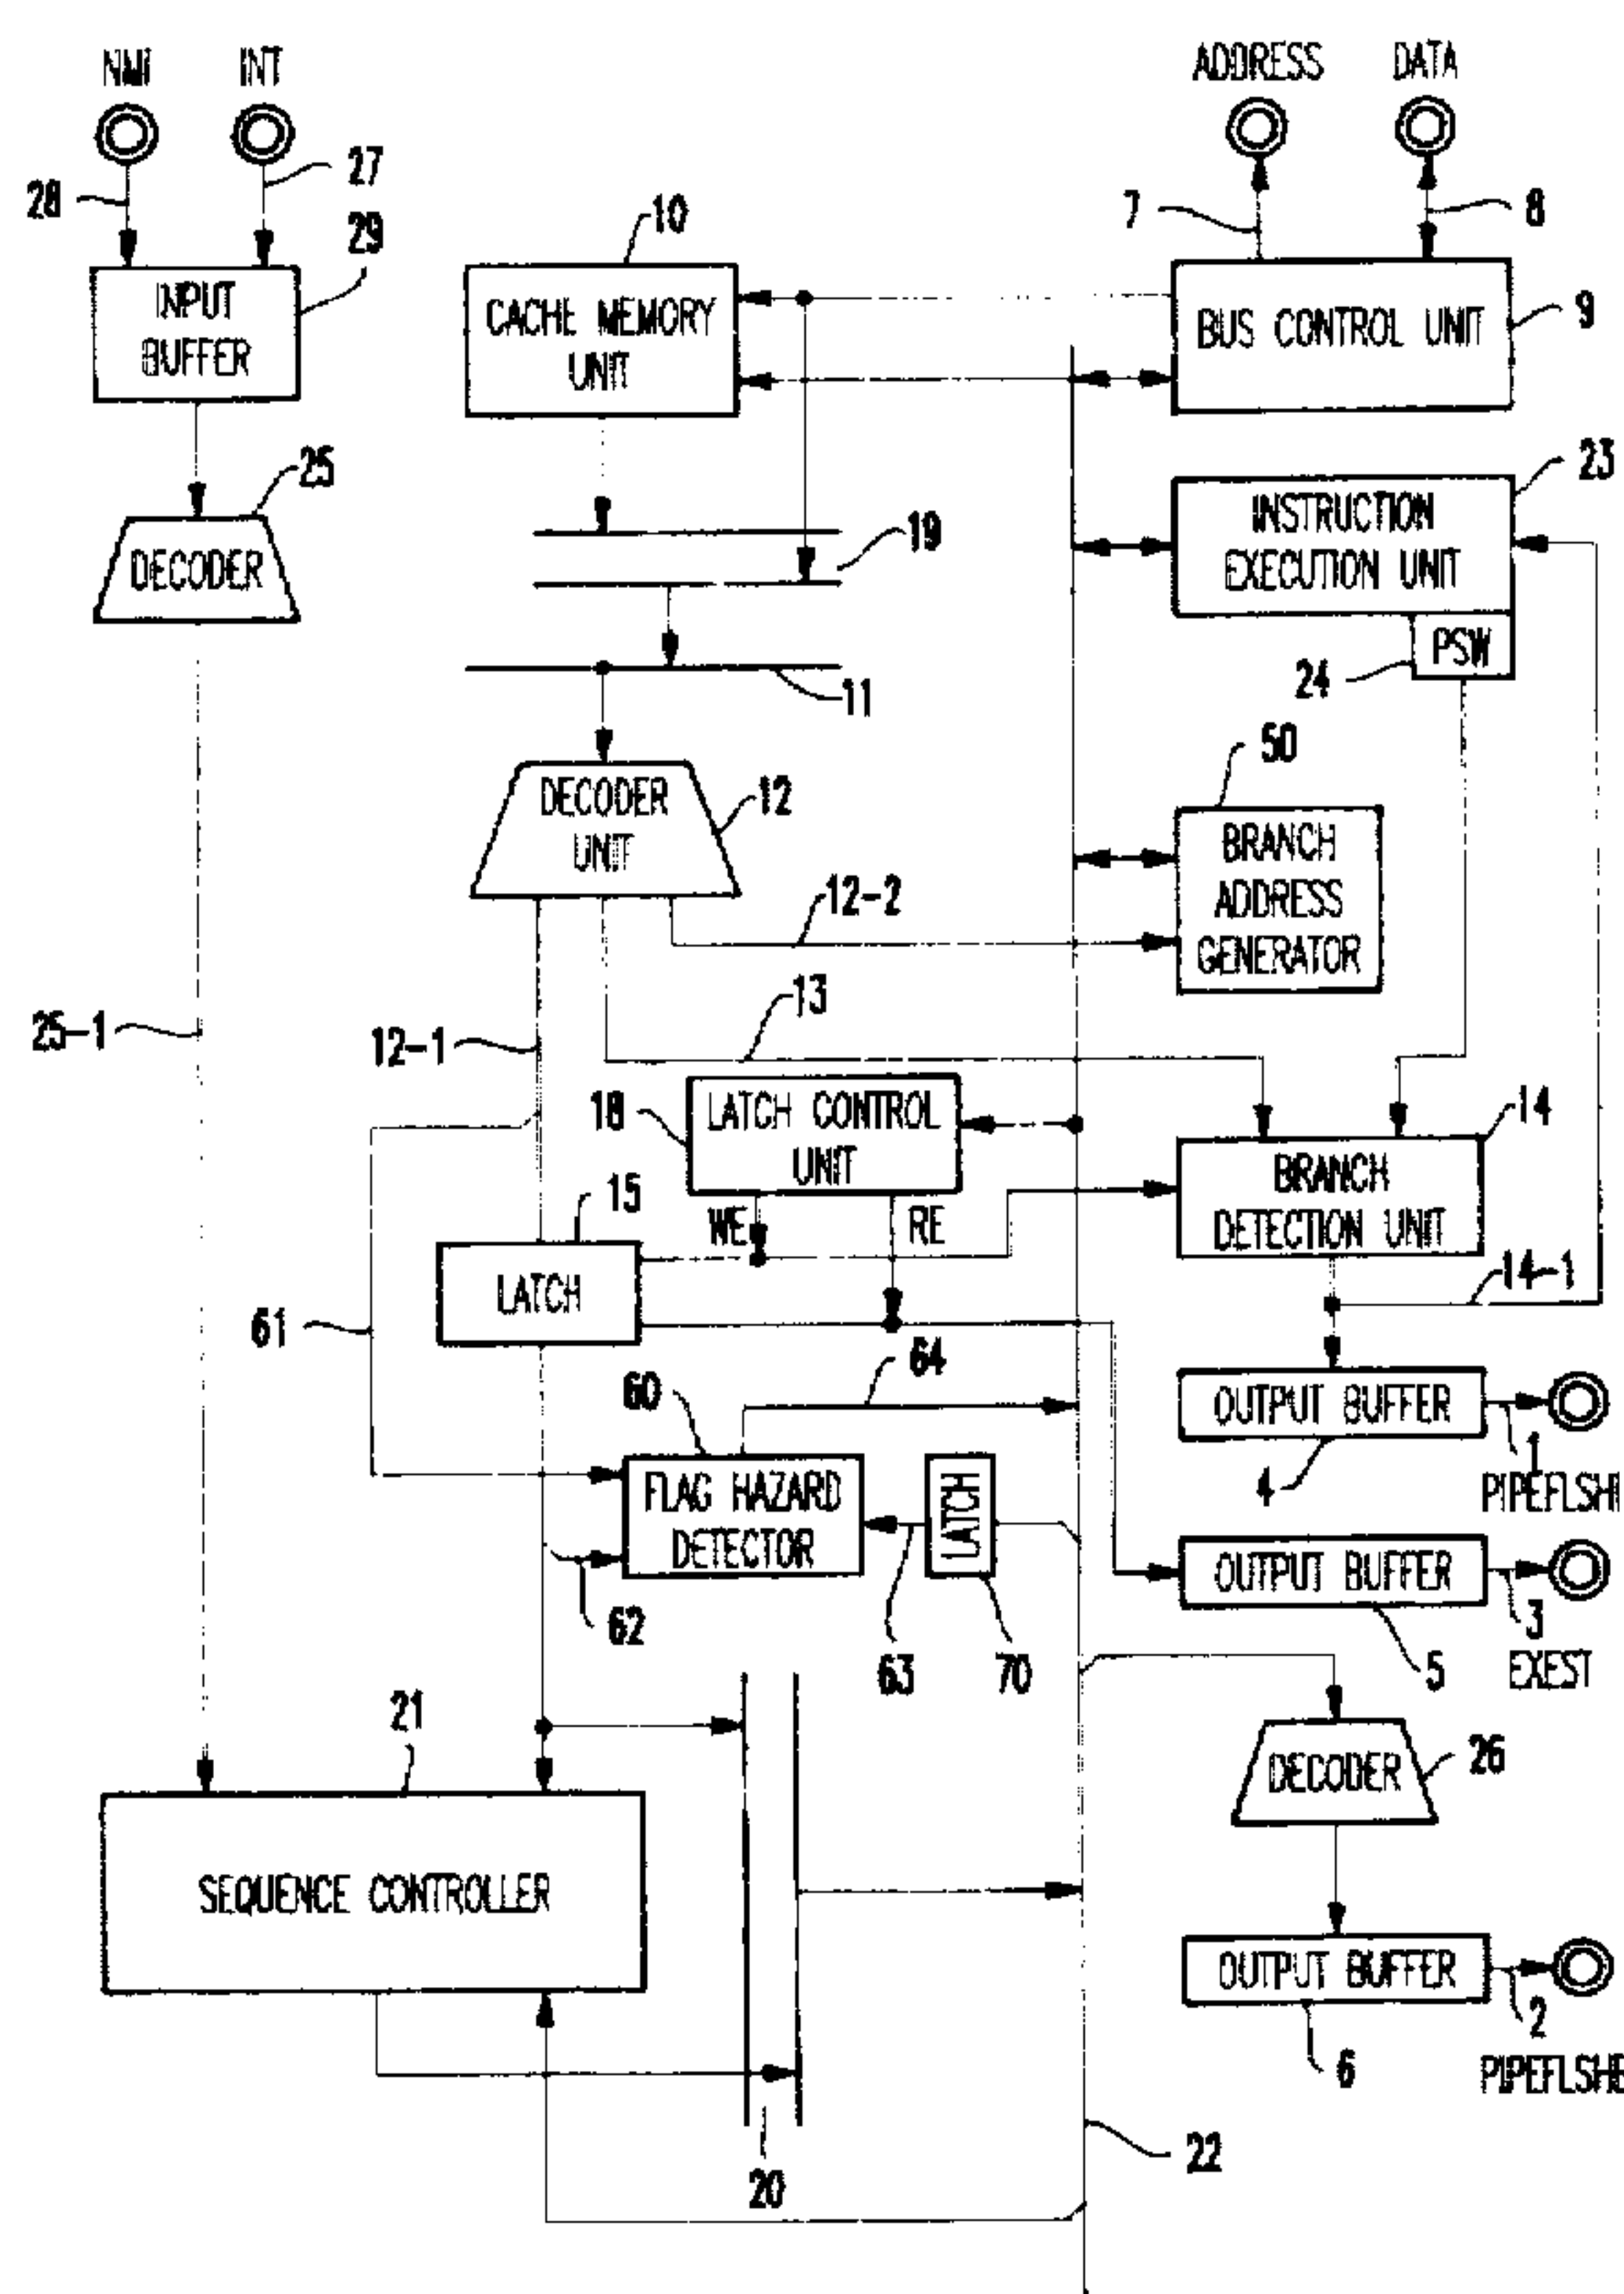 NMI INT ADDRESS DATA
28 27 7 8
29 10
INPUT
BUFFER
CACHE MEMORY
UNIT
BUS CONTROL UNIT
9
25
DECODER
19
INSTRUCTION
EXECUTION UNIT
23
PSW
24
11
DECODER
UNIT
12
50
BRANCH
ADDRESS
GENERATOR
12-2
13
25-1
12-1
18
LATCH CONTROL
UNIT
WE RE
14
BRANCH
DETECTION UNIT
14-1
15
LATCH
61
60
64
FLAG HAZARD
DETECTOR
LATCH
62
63
70
OUTPUT BUFFER
4
1
PIPEFLSHI
OUTPUT BUFFER
5
3
EXEST
21
SEQUENCE CONTROLLER
DECODER
26
OUTPUT BUFFER
6
2
PIPEFLSHE
20
22